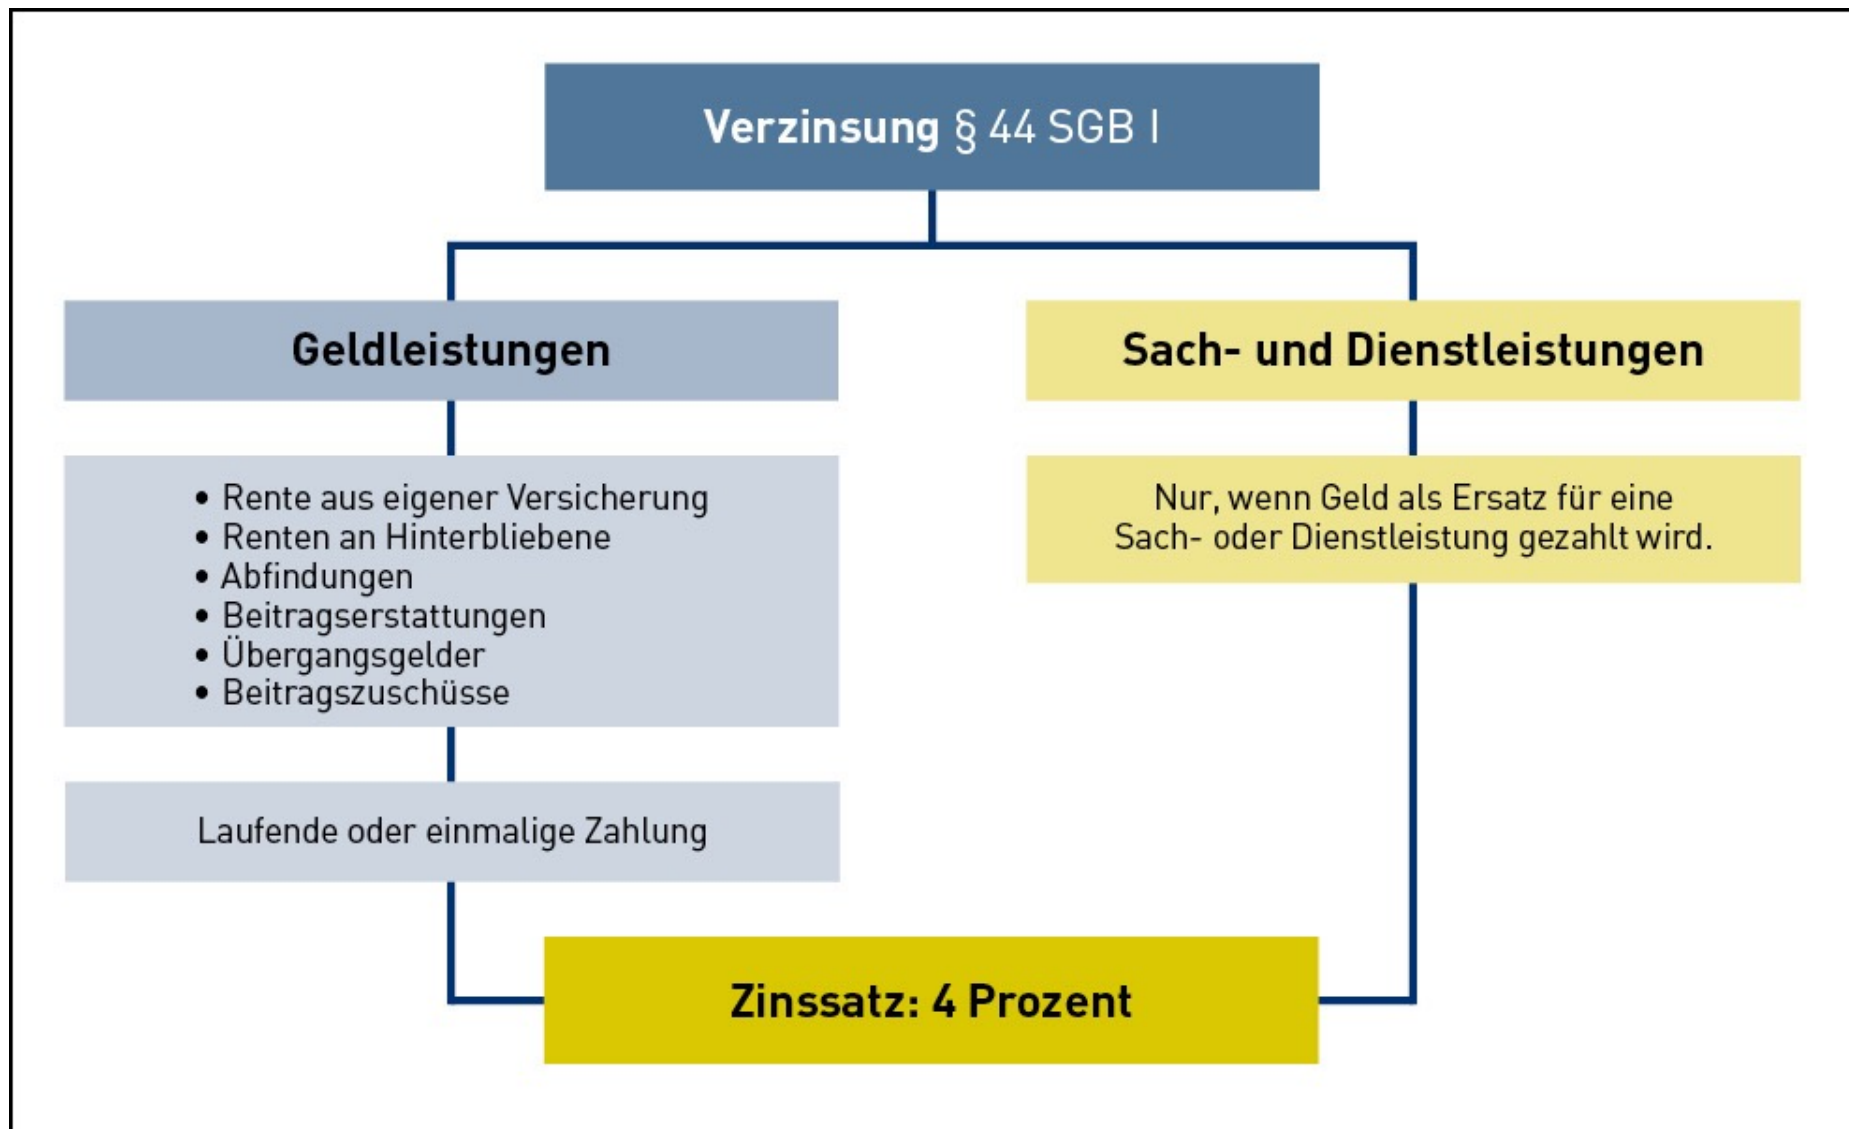 Verzinsung § 44 SGB I
Geldleistungen
• Rente aus eigener Versicherung
• Renten an Hinterbliebene
• Abfindungen
• Beitragserstattungen
• Übergangsgelder
• Beitragszuschüsse
Laufende oder einmalige Zahlung
Sach- und Dienstleistungen
Nur, wenn Geld als Ersatz für eine
Sach- oder Dienstleistung gezahlt wird.
Zinssatz: 4 Prozent